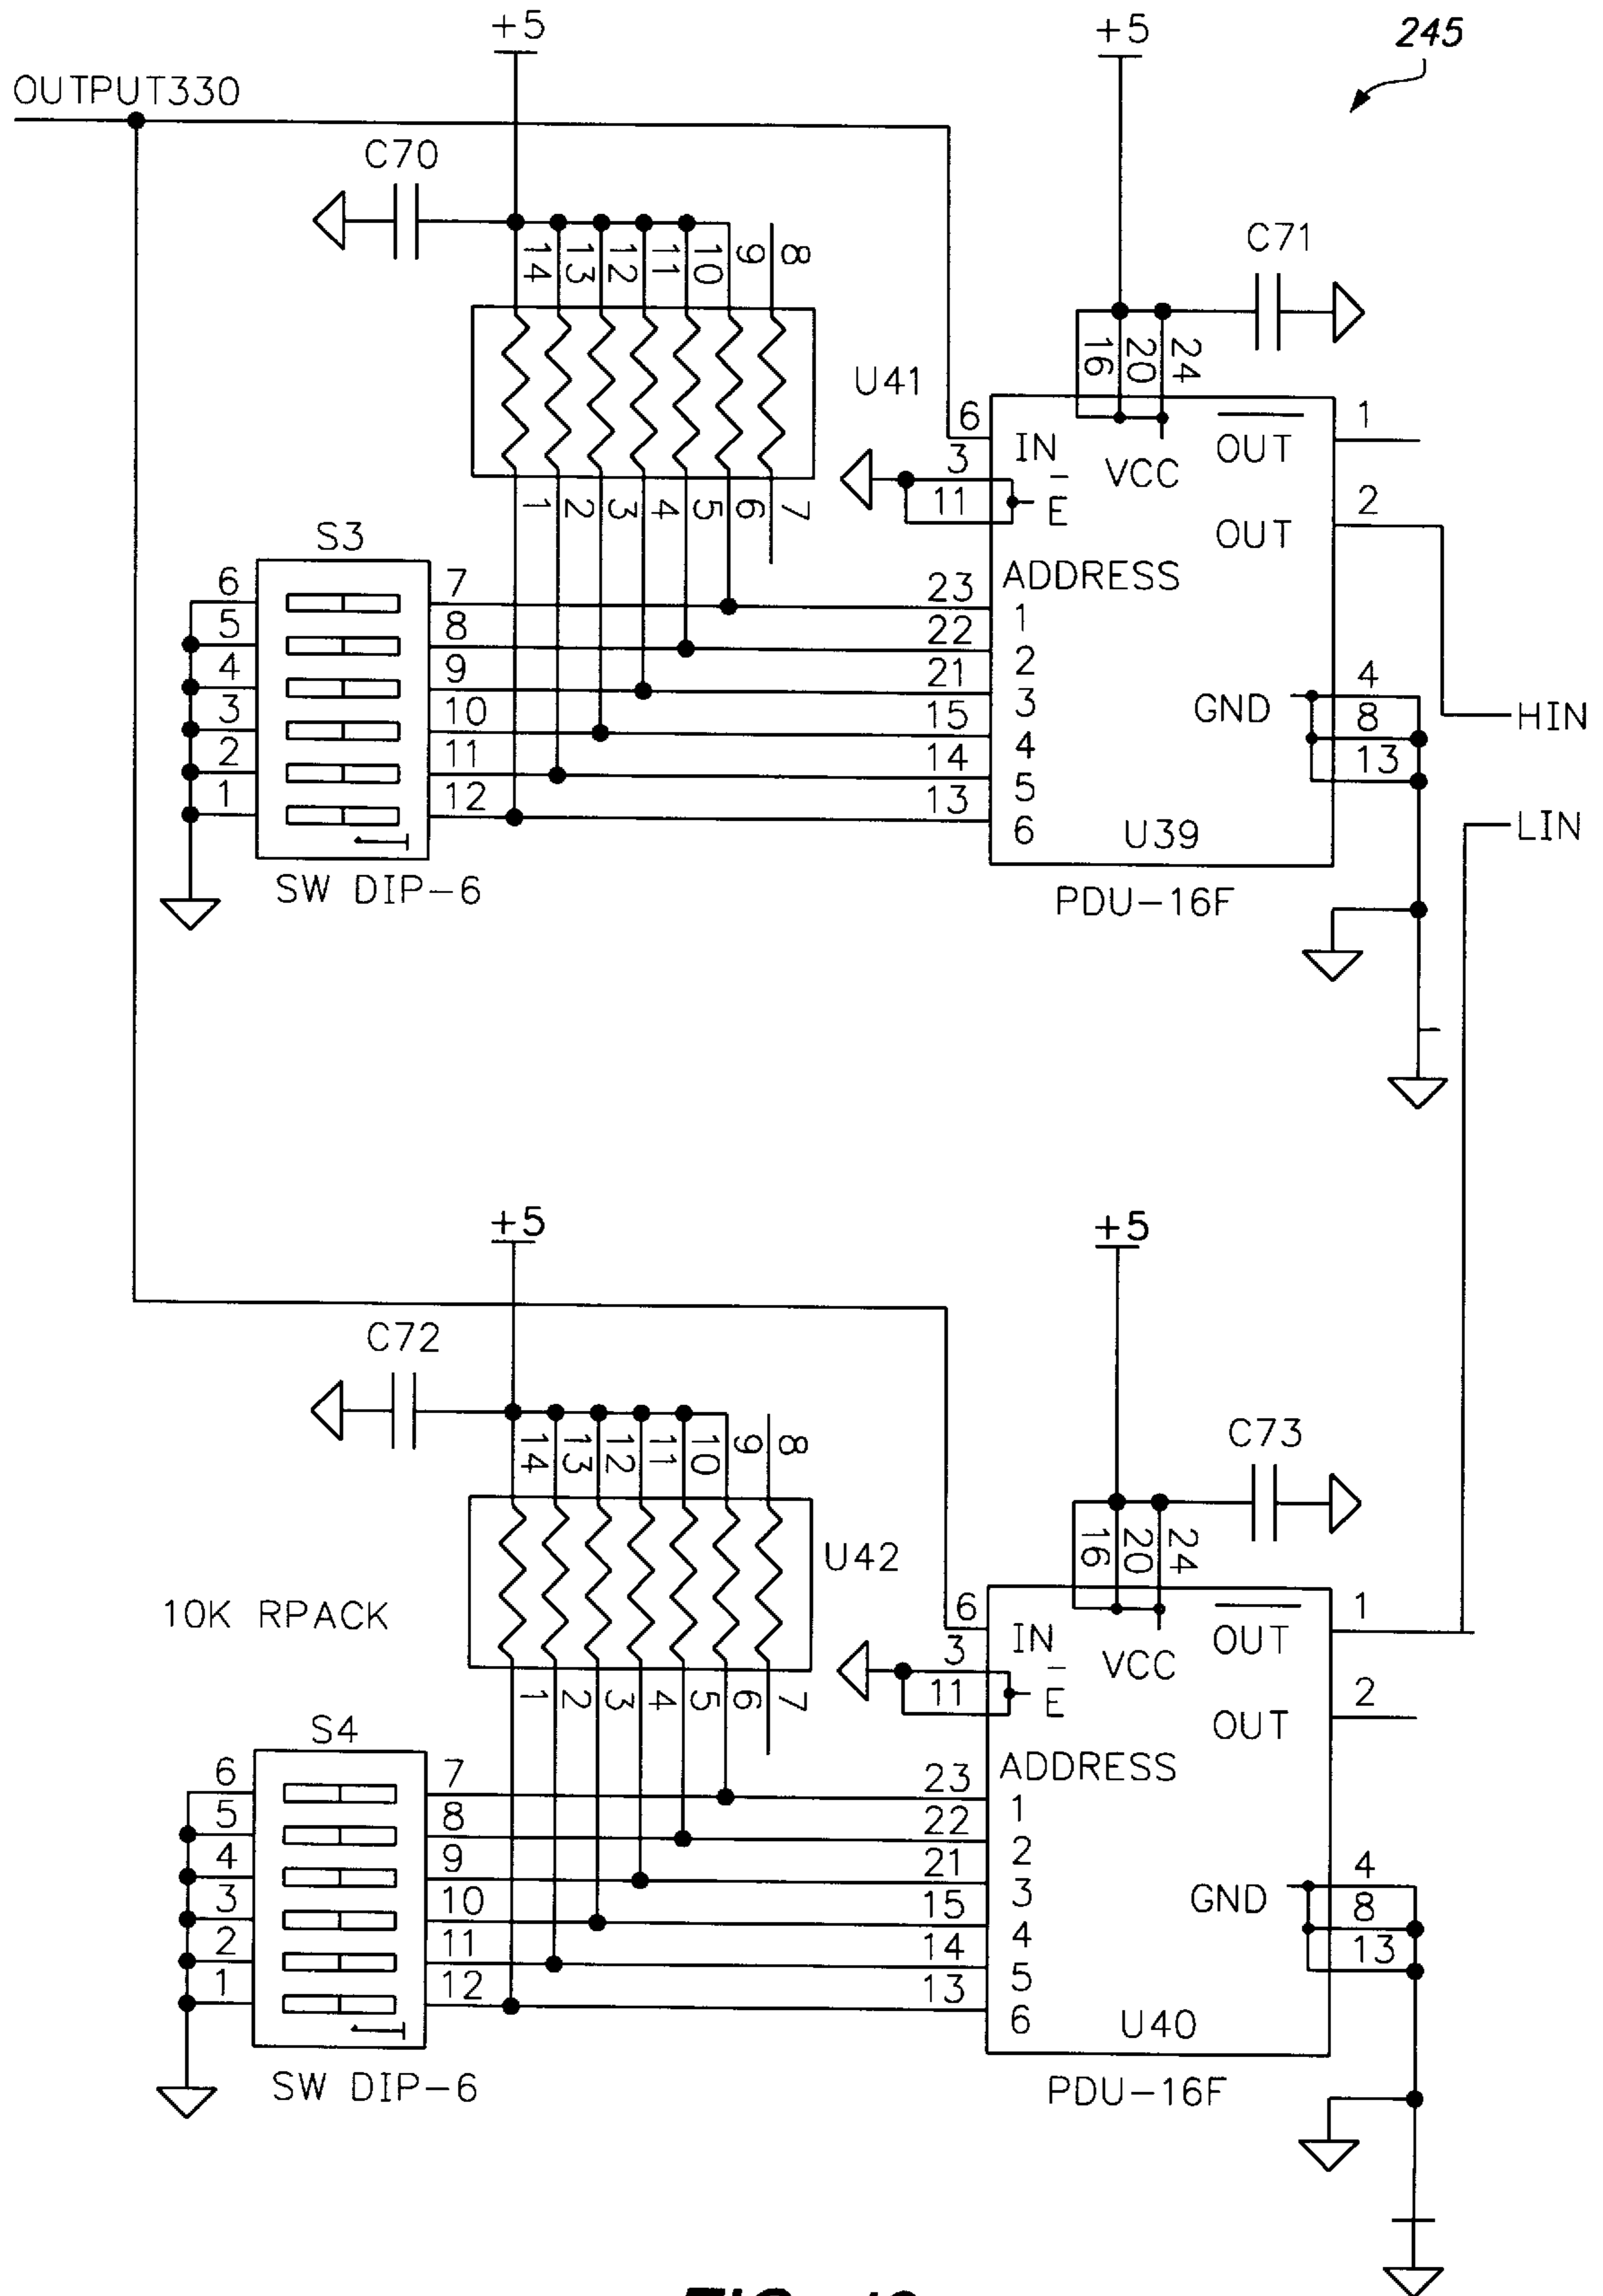 +5
+5
245
OUTPUT330
C70
14 13 12 11 10 9 8
C71
16 20 24
U41
6
IN
3
11
E
VCC
OUT
1
OUT
2
1 2 3 4 5 6 7
S3
ADDRESS
6 7 23 1
5 8 22 2
4 9 21 3
3 10 15 4
2 11 14 5
1 12 13 6
GND
4
8
13
HIN
LIN
U39
SW DIP-6
PDU-16F
+5
+5
C72
14 13 12 11 10 9 8
C73
16 20 24
U42
10K RPACK
6
IN
3
11
E
VCC
OUT
1
OUT
2
1 2 3 4 5 6 7
S4
ADDRESS
6 7 23 1
5 8 22 2
4 9 21 3
3 10 15 4
2 11 14 5
1 12 13 6
GND
4
8
13
U40
SW DIP-6
PDU-16F